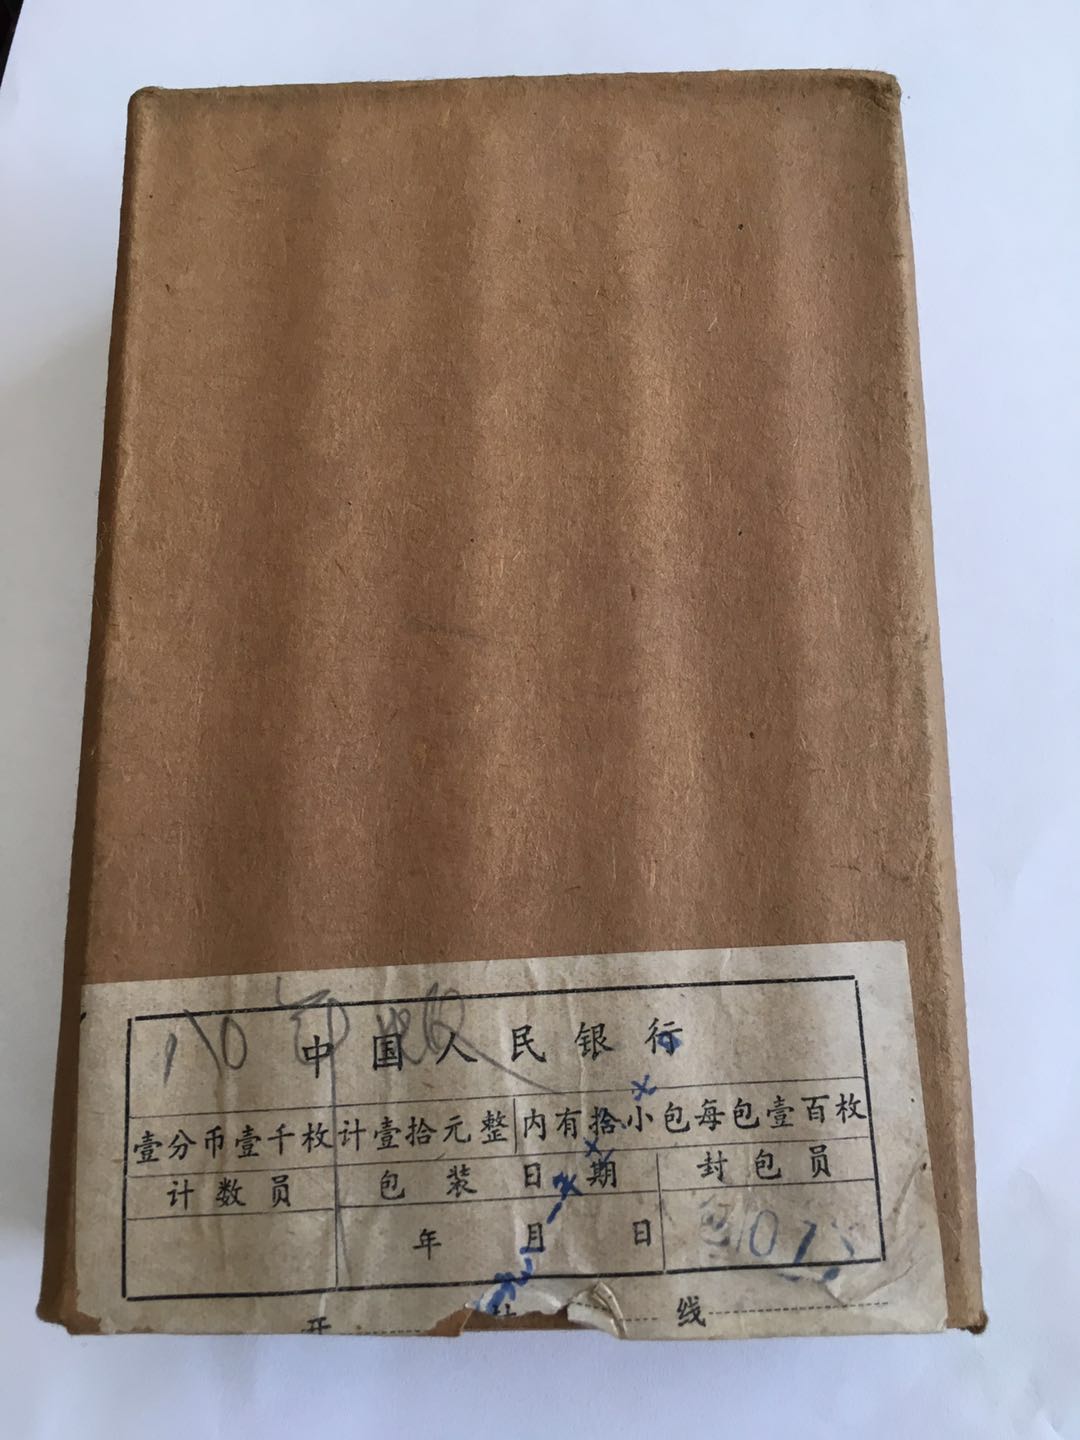 中国人民银行
壹分币壹千枚 计壹拾元整 内有拾小包每包壹百枚
计数员 包装日期 封包员
年 月 日
开 线